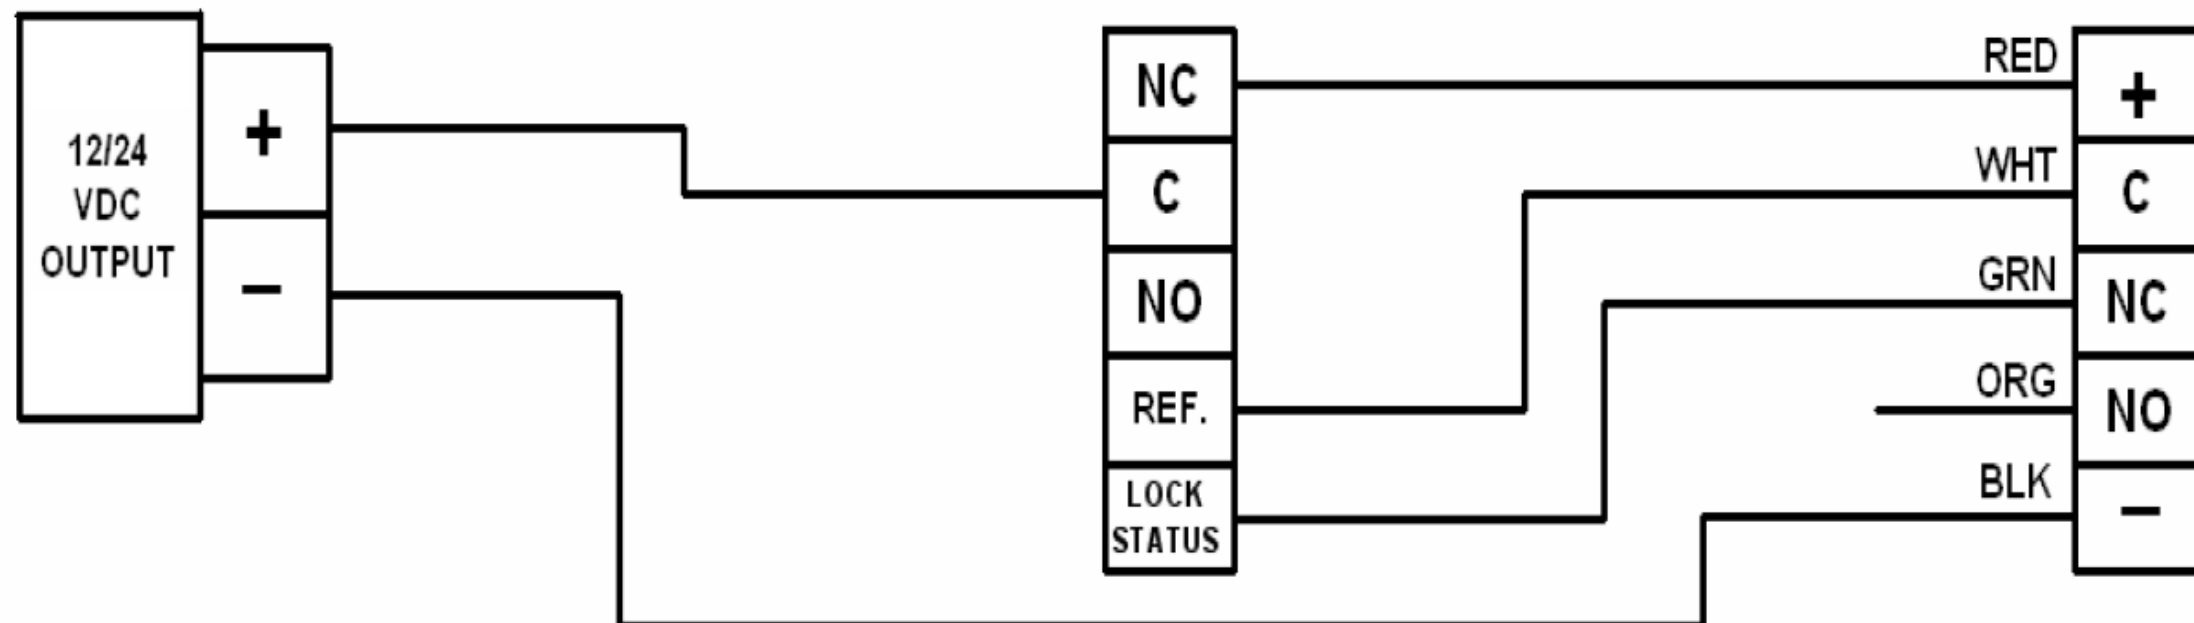 12/24
VDC
OUTPUT
+
−
NC
C
NO
REF.
LOCK
STATUS
RED
WHT
GRN
ORG
BLK
+
C
NC
NO
−